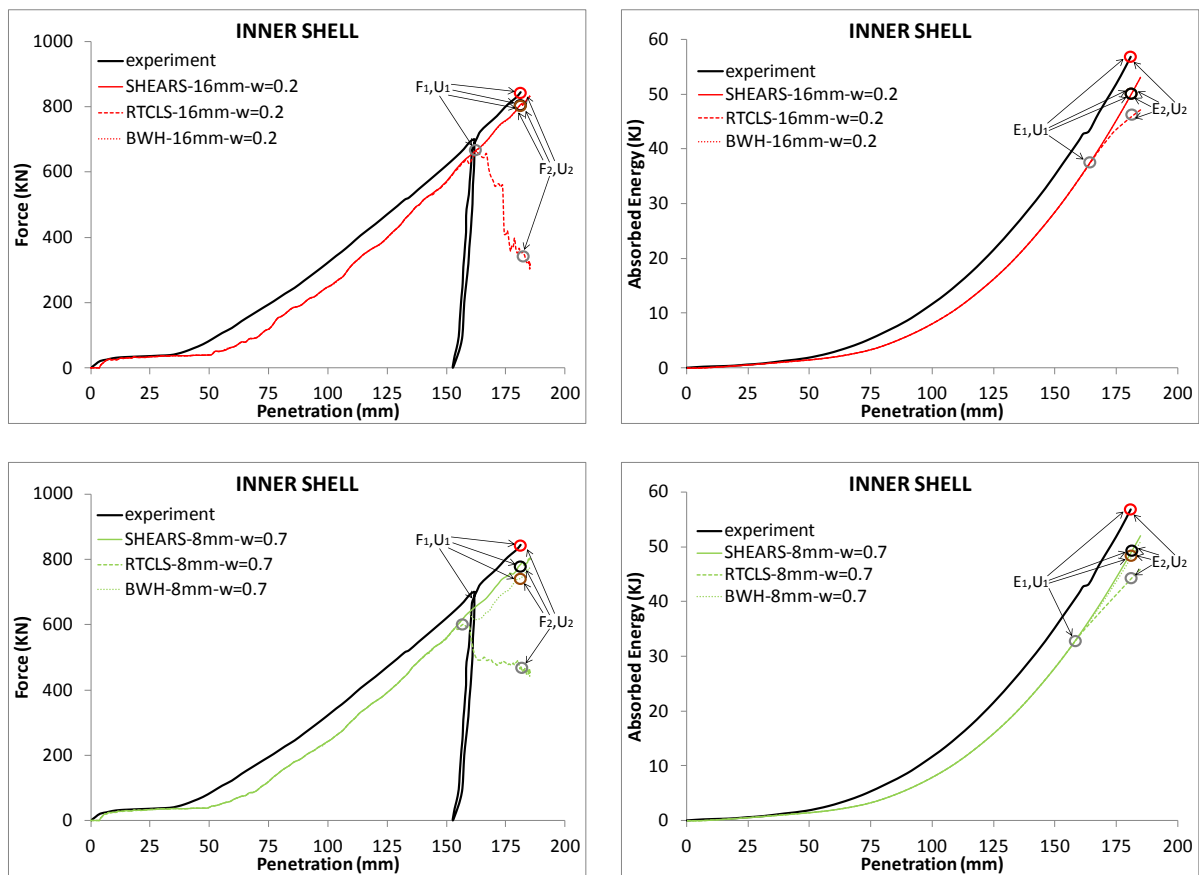 INNER SHELL
experiment
SHEARS-16mm-w=0.2
RTCLS-16mm-w=0.2
BWH-16mm-w=0.2
F1,U1
F2,U2
Force (KN)
1000
800
600
400
200
0
0 25 50 75 100 125 150 175 200
Penetration (mm)
INNER SHELL
experiment
SHEARS-16mm-w=0.2
RTCLS-16mm-w=0.2
BWH-16mm-w=0.2
E1,U1
E2,U2
Absorbed Energy (KJ)
60
50
40
30
20
10
0
0 25 50 75 100 125 150 175 200
Penetration (mm)
INNER SHELL
experiment
SHEARS-8mm-w=0.7
RTCLS-8mm-w=0.7
BWH-8mm-w=0.7
F1,U1
F2,U2
Force (KN)
1000
800
600
400
200
0
0 25 50 75 100 125 150 175 200
Penetration (mm)
INNER SHELL
experiment
SHEARS-8mm-w=0.7
RTCLS-8mm-w=0.7
BWH-8mm-w=0.7
E1,U1
E2,U2
Absorbed Energy (KJ)
60
50
40
30
20
10
0
0 25 50 75 100 125 150 175 200
Penetration (mm)